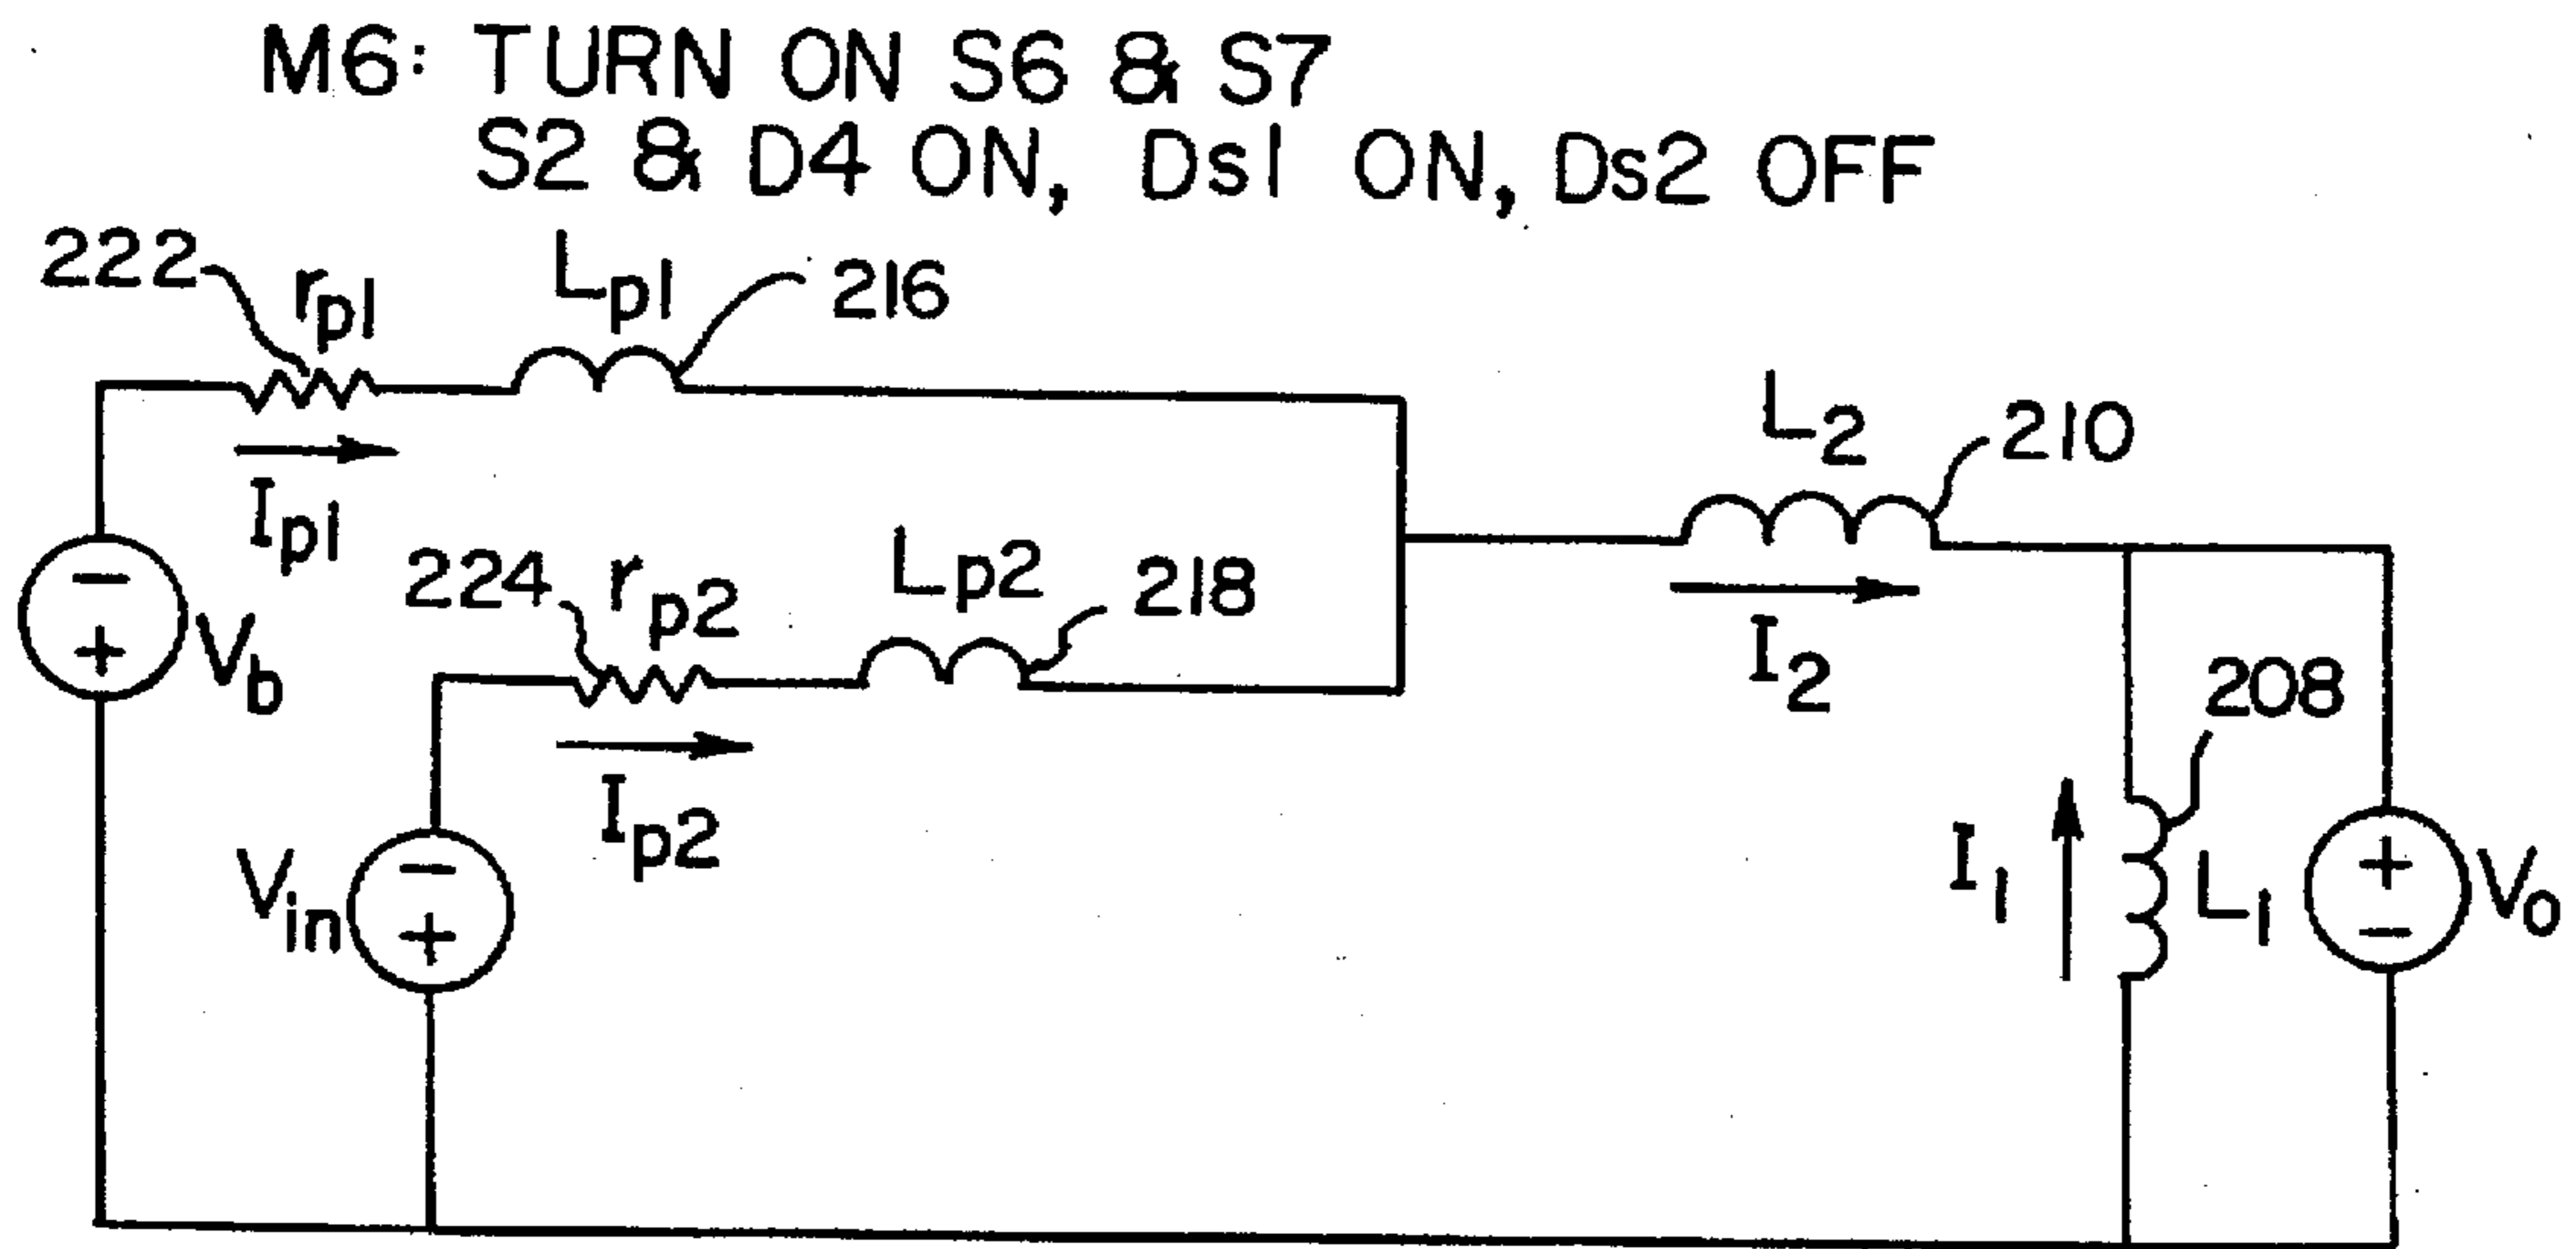 M6: TURN ON S6 & S7
S2 & D4 ON, Ds1 ON, Ds2 OFF
222
rp1
Lp1
216
Ip1
L2
210
I2
224
rp2
Lp2
218
Ip2
-
+
Vb
Vin
-
+
208
I1
L1
+
-
Vo